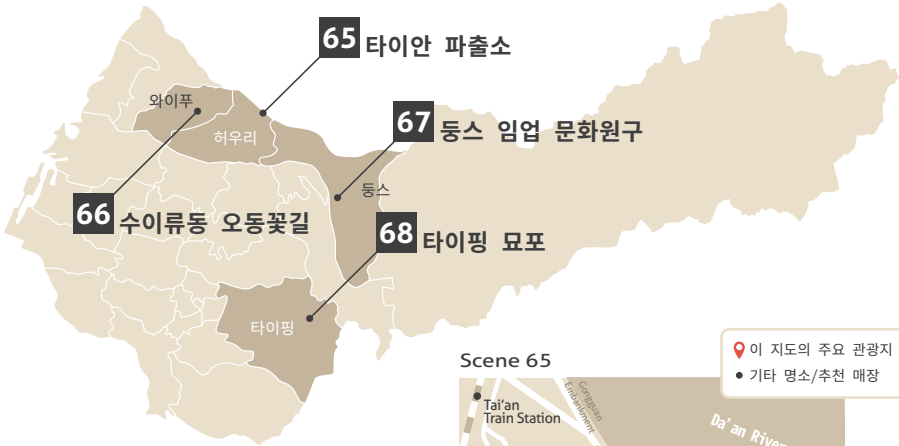 65 타이안 파출소
와이푸
허우리
67 둥스 임업 문화원구
둥스
66 수이류동 오동꽃길
68 타이핑 묘포
타이핑
이 지도의 주요 관광지
기타 명소/추천 매장
Scene 65
Tai'an
Train Station
Gongguan
Embankment
Da'an River